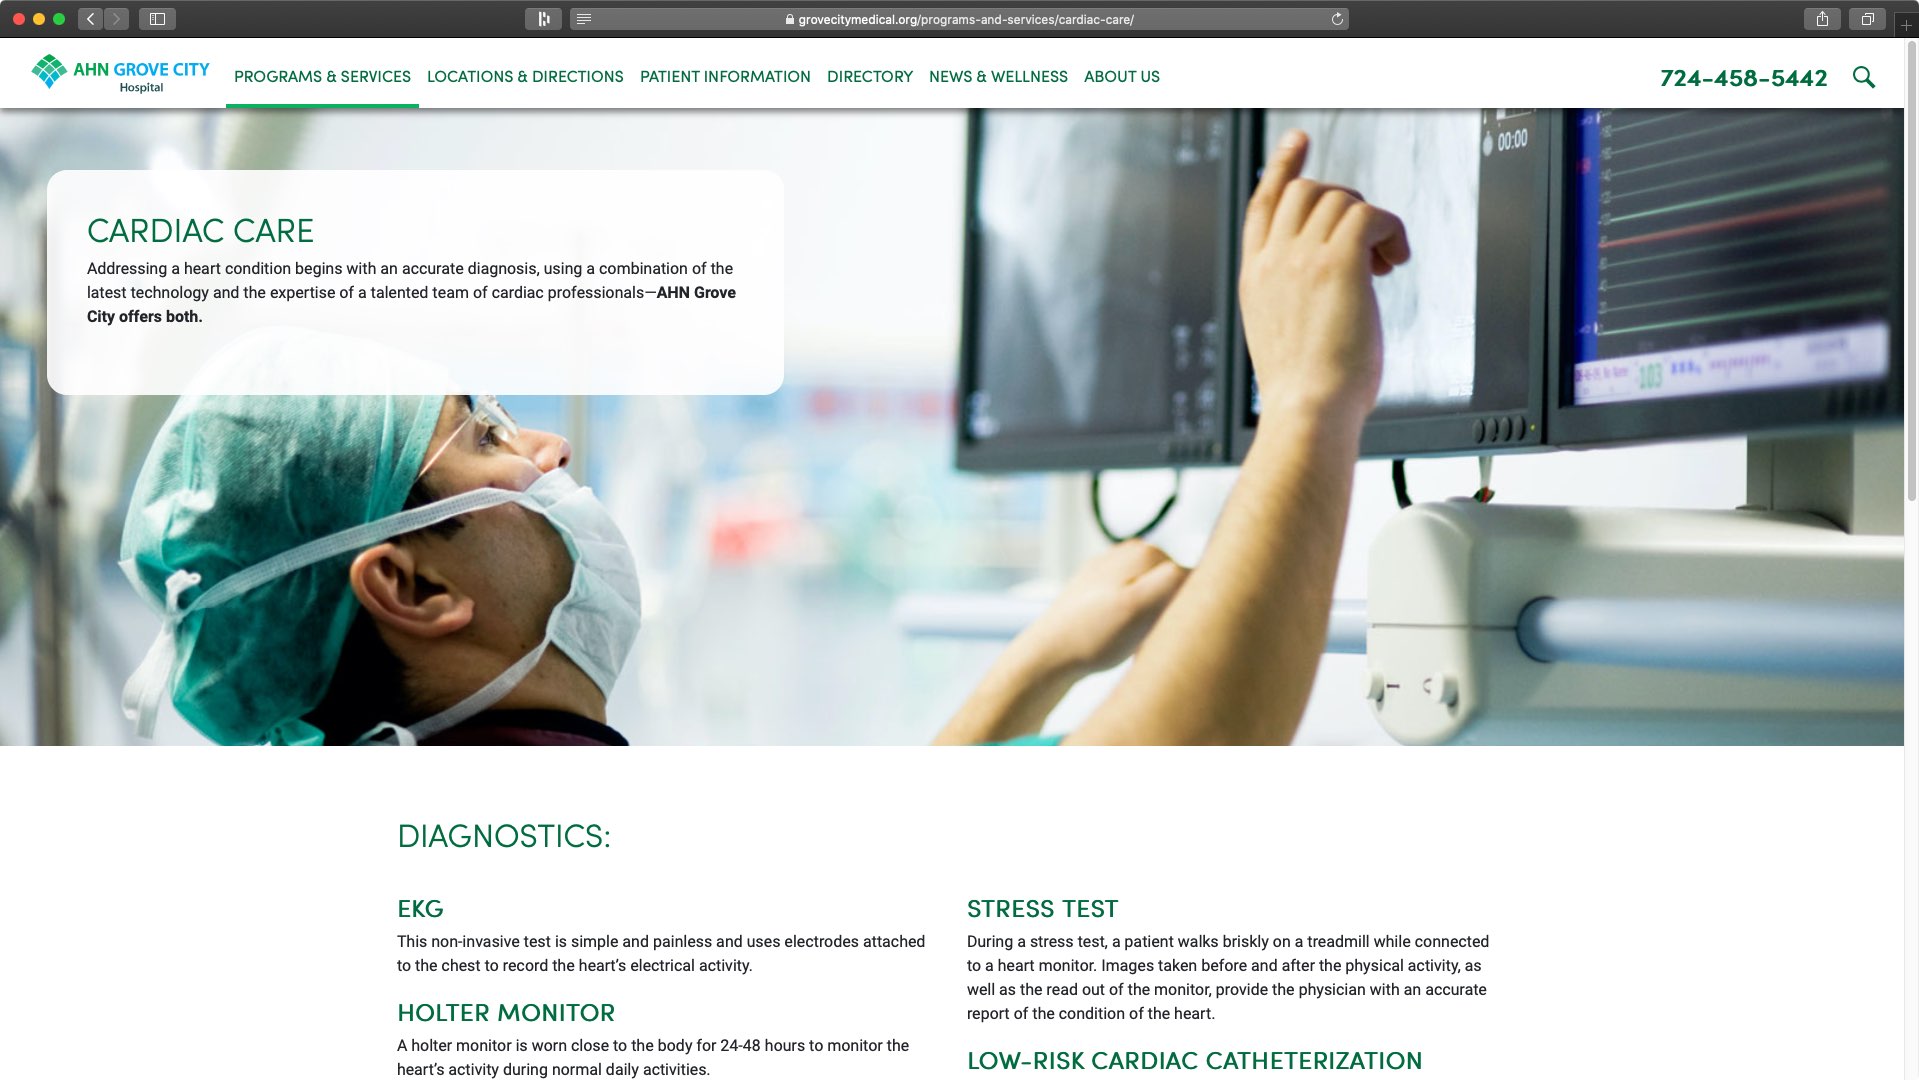 grovecitymedical.org/programs-and-services/cardiac-care/
AHN GROVE CITY
Hospital
PROGRAMS & SERVICES LOCATIONS & DIRECTIONS PATIENT INFORMATION DIRECTORY NEWS & WELLNESS ABOUT US
724-458-5442
00:00
CARDIAC CARE
Addressing a heart condition begins with an accurate diagnosis, using a combination of the
latest technology and the expertise of a talented team of cardiac professionals—AHN Grove
City offers both.
103
DIAGNOSTICS:
EKG
This non-invasive test is simple and painless and uses electrodes attached
to the chest to record the heart’s electrical activity.
HOLTER MONITOR
A holter monitor is worn close to the body for 24-48 hours to monitor the
heart’s activity during normal daily activities.
STRESS TEST
During a stress test, a patient walks briskly on a treadmill while connected
to a heart monitor. Images taken before and after the physical activity, as
well as the read out of the monitor, provide the physician with an accurate
report of the condition of the heart.
LOW-RISK CARDIAC CATHETERIZATION